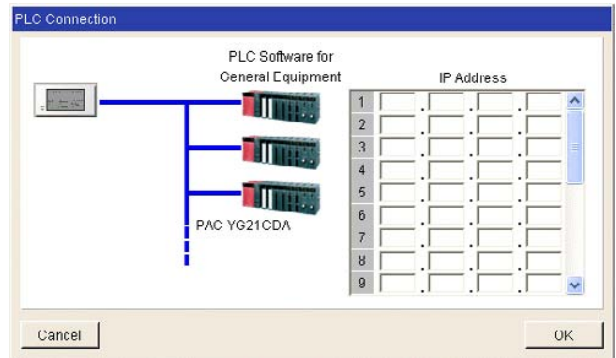 PLC Connection
PLC Software for
General Equipment
IP Address
1
2
3
4
5
6
7
8
9
PAC YG21CDA
Cancel
OK